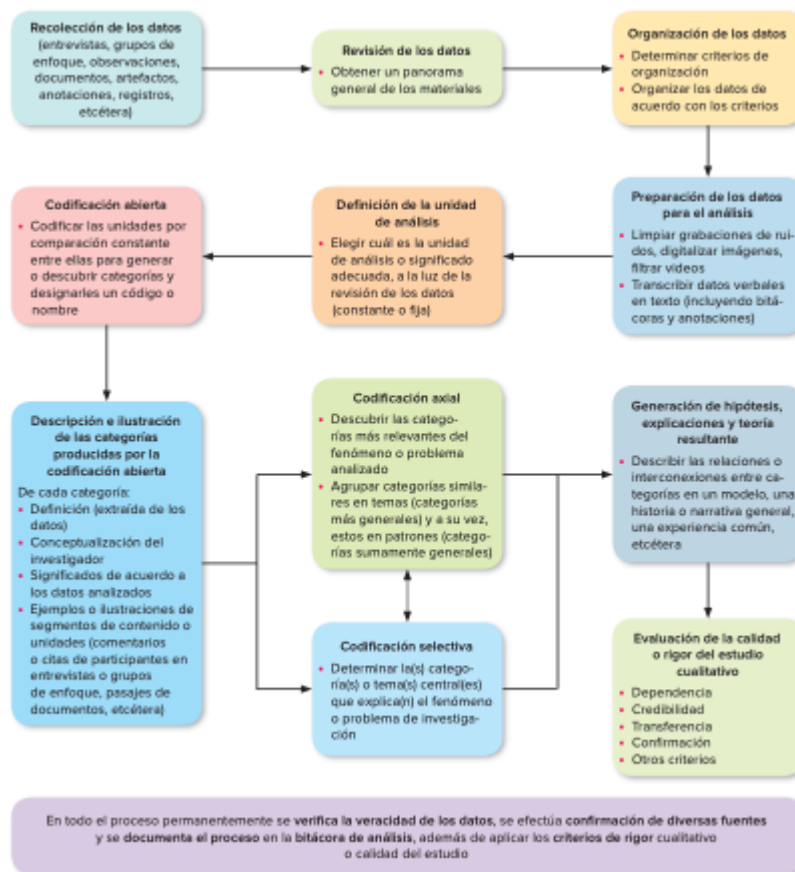 Recolección de los datos
(entrevistas, grupos de
enfoque, observaciones,
documentos, artefactos,
anotaciones, registros,
etcétera)
Revisión de los datos
• Obtener un panorama
general de los materiales
Organización de los datos
• Determinar criterios de
organización
• Organizar los datos de
acuerdo con los criterios
Codificación abierta
• Codificar las unidades por
comparación constante
entre ellas para generar
o descubrir categorías y
designarles un código o
nombre
Definición de la unidad
de análisis
• Elegir cuál es la unidad
de análisis o significado
adecuada, a la luz de la
revisión de los datos
(constante o fija)
Preparación de los datos
para el análisis
• Limpiar grabaciones de rui-
dos, digitalizar imágenes,
filtrar videos
• Transcribir datos verbales
en texto (incluyendo bitá-
coras y anotaciones)
Descripción e ilustración
de las categorías
producidas por la
codificación abierta
De cada categoría:
• Definición (extraída de los
datos)
• Conceptualización del
investigador
• Significados de acuerdo a
los datos analizados
• Ejemplos o ilustraciones de
segmentos de contenido o
unidades (comentarios
o citas de participantes en
entrevistas o grupos
de enfoque, pasajes de
documentos, etcétera)
Codificación axial
• Descubrir las catego-
rías más relevantes del
fenómeno o problema
analizado
• Agrupar categorías simila-
res en temas (categorías
más generales) y a su vez,
estos en patrones (catego-
rías sumamente generales)
Codificación selectiva
• Determinar la(s) catego-
ría(s) o tema(s) central(es)
que explica(n) el fenómeno
o problema de investiga-
ción
Generación de hipótesis,
explicaciones y teoría
resultante
• Describir las relaciones o
interconexiones entre ca-
tegorías en un modelo, una
historia o narrativa general,
una experiencia común,
etcétera
Evaluación de la calidad
o rigor del estudio
cualitativo
• Dependencia
• Credibilidad
• Transferencia
• Confirmación
• Otros criterios
En todo el proceso permanentemente se verifica la veracidad de los datos, se efectúa confirmación de diversas fuentes
y se documenta el proceso en la bitácora de análisis, además de aplicar los criterios de rigor cualitativo
o calidad del estudio